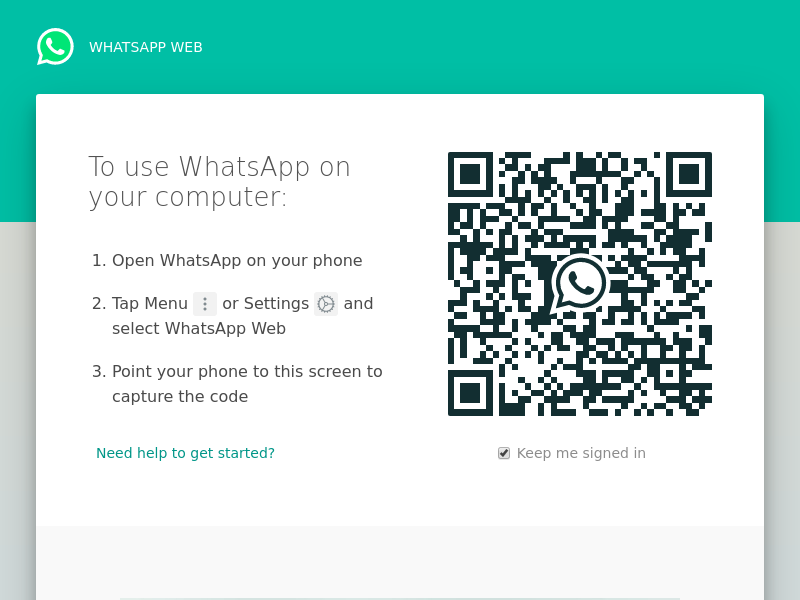 WHATSAPP WEB
To use WhatsApp on
your computer:
1. Open WhatsApp on your phone
2. Tap Menu or Settings and
select WhatsApp Web
3. Point your phone to this screen to
capture the code
Need help to get started?
Keep me signed in